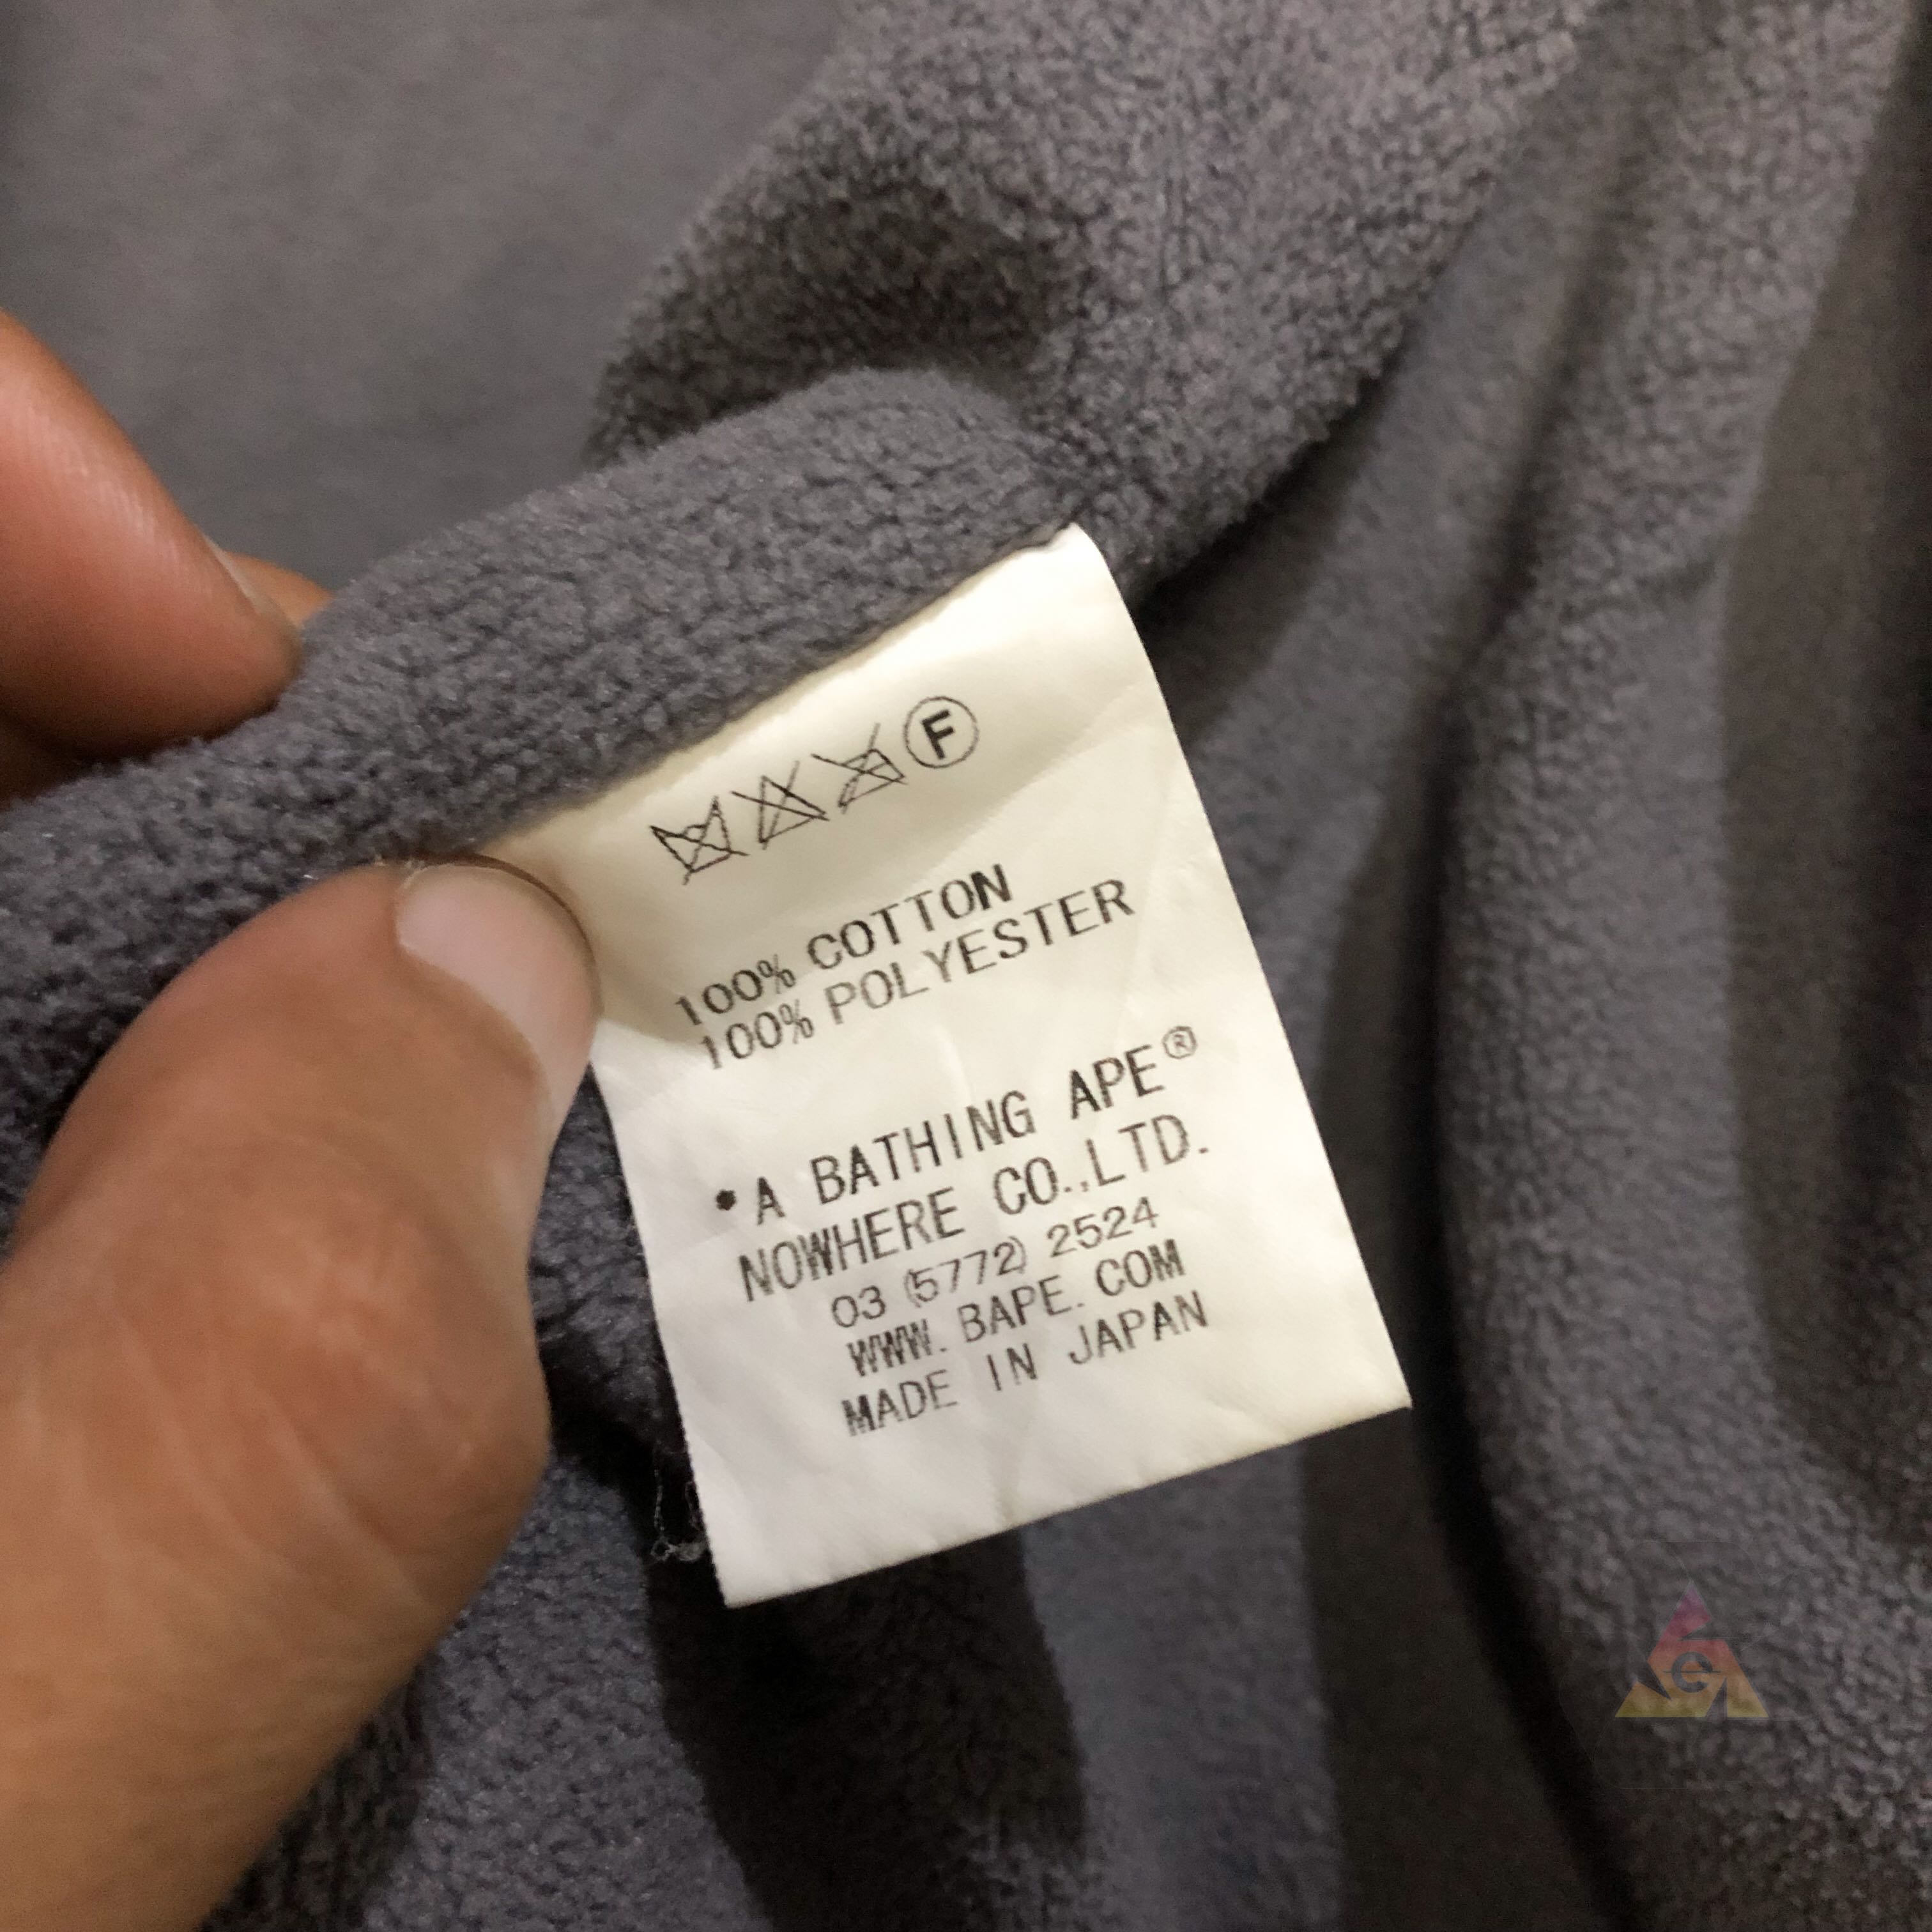 F
100% COTTON
100% POLYESTER
•A BATHING APE®
NOWHERE CO.,LTD.
03 (5772) 2524
WWW. BAPE. COM
MADE IN JAPAN